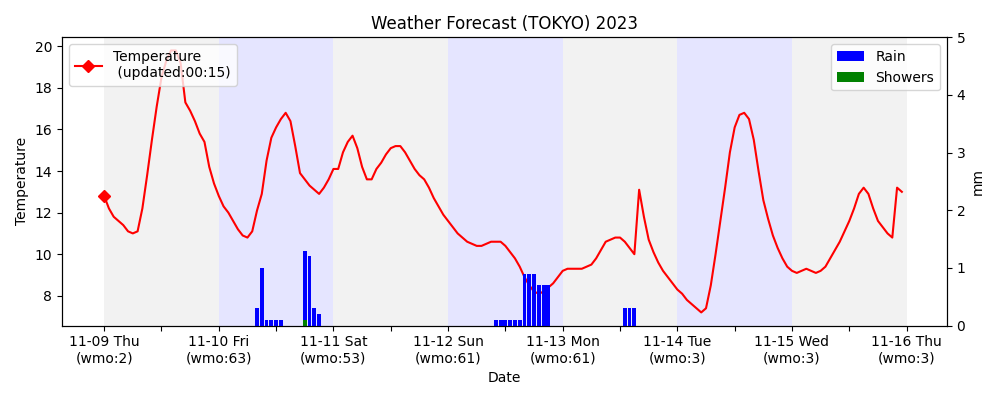 Weather Forecast (TOKYO) 2023
Temperature
(updated:00:15)
Rain
Showers
Temperature
20
18
16
14
12
10
8
5
4
3
2
1
0
mm
11-09 Thu
(wmo:2)
11-10 Fri
(wmo:63)
11-11 Sat
(wmo:53)
11-12 Sun
(wmo:61)
11-13 Mon
(wmo:61)
11-14 Tue
(wmo:3)
11-15 Wed
(wmo:3)
11-16 Thu
(wmo:3)
Date